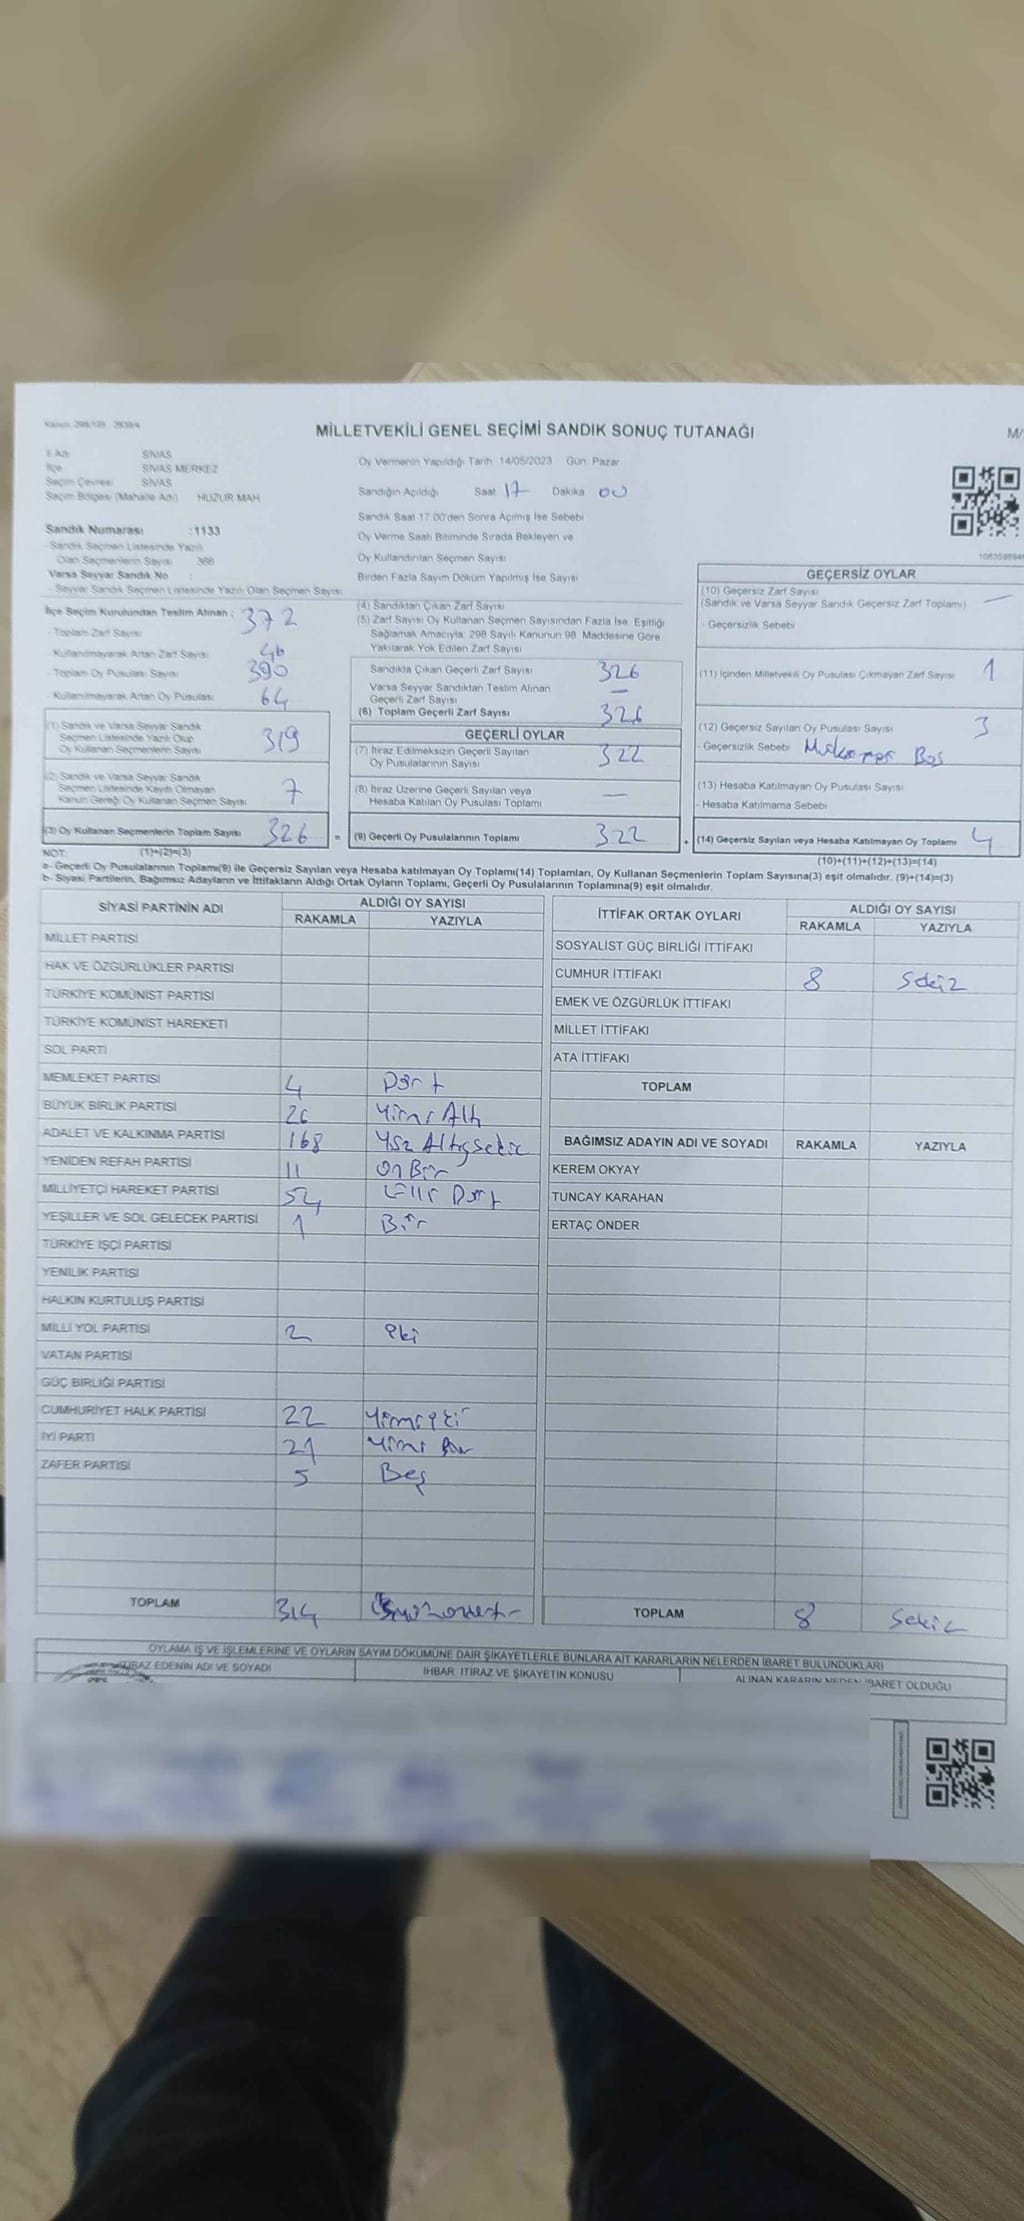 MİLLETVEKİLİ GENEL SEÇİMİ SANDIK SONUÇ TUTANAĞI
M/
İl Adı SİVAS
İlçe SİVAS MERKEZ
Seçim Çevresi SİVAS
Seçim Bölgesi (Mahalle Adı) HUZUR MAH
Sandık Numarası :1133
- Sandık Seçmen Listesinde Yazılı
Olan Seçmenlerin Sayısı 366
Varsa Seyyar Sandık No :
- Seyyar Sandık Seçmen Listesinde Yazılı Olan Seçmen Sayısı:
Oy Vermenin Yapıldığı Tarih 14/05/2023 Gün: Pazar
Sandığın Açıldığı Saat 17 Dakika 00
Sandık Saat 17:00'den Sonra Açılmış İse Sebebi
Oy Verme Saati Bitiminde Sırada Bekleyen ve
Oy Kullandırılan Seçmen Sayısı
Birden Fazla Sayım Döküm Yapılmış İse Sayısı
İlçe Seçim Kurulundan Teslim Alınan :
- Toplam Zarf Sayısı 372
- Kullanılmayarak Artan Zarf Sayısı 46
- Toplam Oy Pusulası Sayısı 390
- Kullanılmayarak Artan Oy Pusulası 64
(1) Sandık ve Varsa Seyyar Sandık
Seçmen Listesinde Yazılı Olup
Oy Kullanan Seçmenlerin Sayısı 319
(2) Sandık ve Varsa Seyyar Sandık
Seçmen Listesinde Kayıtlı Olmayan
Kanun Gereği Oy Kullanan Seçmen Sayısı 7
(3) Oy Kullanan Seçmenlerin Toplam Sayısı 326 =
(4) Sandıktan Çıkan Zarf Sayısı
(5) Zarf Sayısı Oy Kullanan Seçmen Sayısından Fazla İse; Eşitliği
Sağlamak Amacıyla; 298 Sayılı Kanunun 98. Maddesine Göre
Yakılarak Yok Edilen Zarf Sayısı
Sandıkta Çıkan Geçerli Zarf Sayısı 326
Varsa Seyyar Sandıktan Teslim Alınan
Geçerli Zarf Sayısı —
(6) Toplam Geçerli Zarf Sayısı 326
GEÇERLİ OYLAR
(7) İtiraz Edilmeksizin Geçerli Sayılan
Oy Pusulalarının Sayısı 322
(8) İtiraz Üzerine Geçerli Sayılan veya
Hesaba Katılan Oy Pusulası Toplamı —
(9) Geçerli Oy Pusulalarının Toplamı 322 +
GEÇERSİZ OYLAR
(10) Geçersiz Zarf Sayısı
(Sandık ve Varsa Seyyar Sandık Geçersiz Zarf Toplamı) —
- Geçersizlik Sebebi
(11) İçinden Milletvekili Oy Pusulası Çıkmayan Zarf Sayısı 1
(12) Geçersiz Sayılan Oy Pusulası Sayısı 3
- Geçersizlik Sebebi Boş
(13) Hesaba Katılmayan Oy Pusulası Sayısı
- Hesaba Katılmama Sebebi
(14) Geçersiz Sayılan veya Hesaba Katılmayan Oy Toplamı 4
NOT: (1)+(2)=(3)
(10)+(11)+(12)+(13)=(14)
a- Geçerli Oy Pusulalarının Toplamı(9) ile Geçersiz Sayılan veya Hesaba katılmayan Oy Toplamı(14) Toplamları, Oy Kullanan Seçmenlerin Toplam Sayısına(3) eşit olmalıdır. (9)+(14)=(3)
b- Siyasi Partilerin, Bağımsız Adayların ve İttifakların Aldığı Ortak Oyların Toplamı, Geçerli Oy Pusulalarının Toplamına(9) eşit olmalıdır.
SİYASİ PARTİNİN ADI ALDIĞI OY SAYISI
RAKAMLA YAZIYLA
MİLLET PARTİSİ
HAK VE ÖZGÜRLÜKLER PARTİSİ
TÜRKİYE KOMÜNİST PARTİSİ
TÜRKİYE KOMÜNİST HAREKETİ
SOL PARTİ
MEMLEKET PARTİSİ 4 Dört
BÜYÜK BİRLİK PARTİSİ 26 Yirmi Altı
ADALET VE KALKINMA PARTİSİ 168 Yüz Altmış Sekiz
YENİDEN REFAH PARTİSİ 11 On Bir
MİLLİYETÇİ HAREKET PARTİSİ 54 Elli Dört
YEŞİLLER VE SOL GELECEK PARTİSİ 1 Bir
TÜRKİYE İŞÇİ PARTİSİ
YENİLİK PARTİSİ
HALKIN KURTULUŞ PARTİSİ
MİLLİ YOL PARTİSİ 2 İki
VATAN PARTİSİ
GÜÇ BİRLİĞİ PARTİSİ
CUMHURİYET HALK PARTİSİ 22 Yirmi İki
İYİ PARTİ 21 Yirmi Bir
ZAFER PARTİSİ 5 Beş
TOPLAM 314
İTTİFAK ORTAK OYLARI ALDIĞI OY SAYISI
RAKAMLA YAZIYLA
SOSYALİST GÜÇ BİRLİĞİ İTTİFAKI
CUMHUR İTTİFAKI 8 Sekiz
EMEK VE ÖZGÜRLÜK İTTİFAKI
MİLLET İTTİFAKI
ATA İTTİFAKI
TOPLAM
BAĞIMSIZ ADAYIN ADI VE SOYADI RAKAMLA YAZIYLA
KEREM OKYAY
TUNCAY KARAHAN
ERTAÇ ÖNDER
TOPLAM 8 Sekiz
OYLAMA İŞ VE İŞLEMLERİNE VE OYLARIN SAYIM DÖKÜMÜNE DAİR ŞİKAYETLERLE BUNLARA AİT KARARLARIN NELERDEN İBARET BULUNDUKLARI
İTİRAZ EDENİN ADI VE SOYADI İHBAR, İTİRAZ VE ŞİKAYETİN KONUSU ALINAN KARARIN NEDEN İBARET OLDUĞU